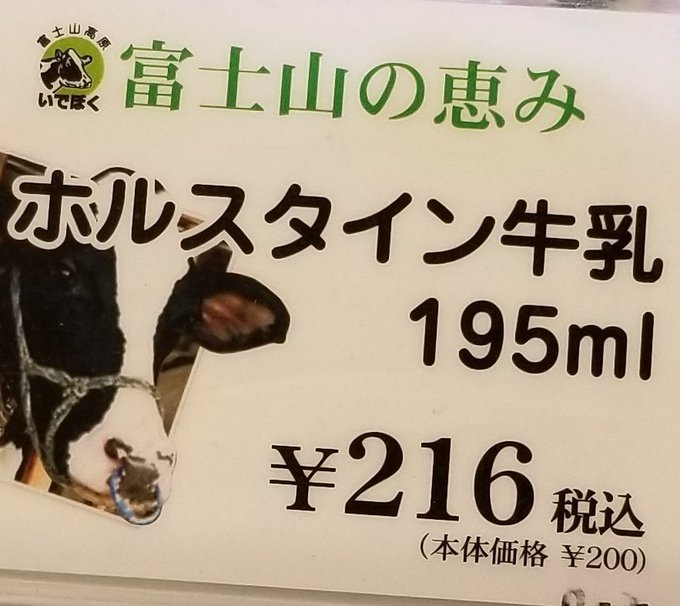 富士山高原
いでぼく
富士山の恵み
ホルスタイン牛乳
195ml
¥216 税込
(本体価格 ¥200)